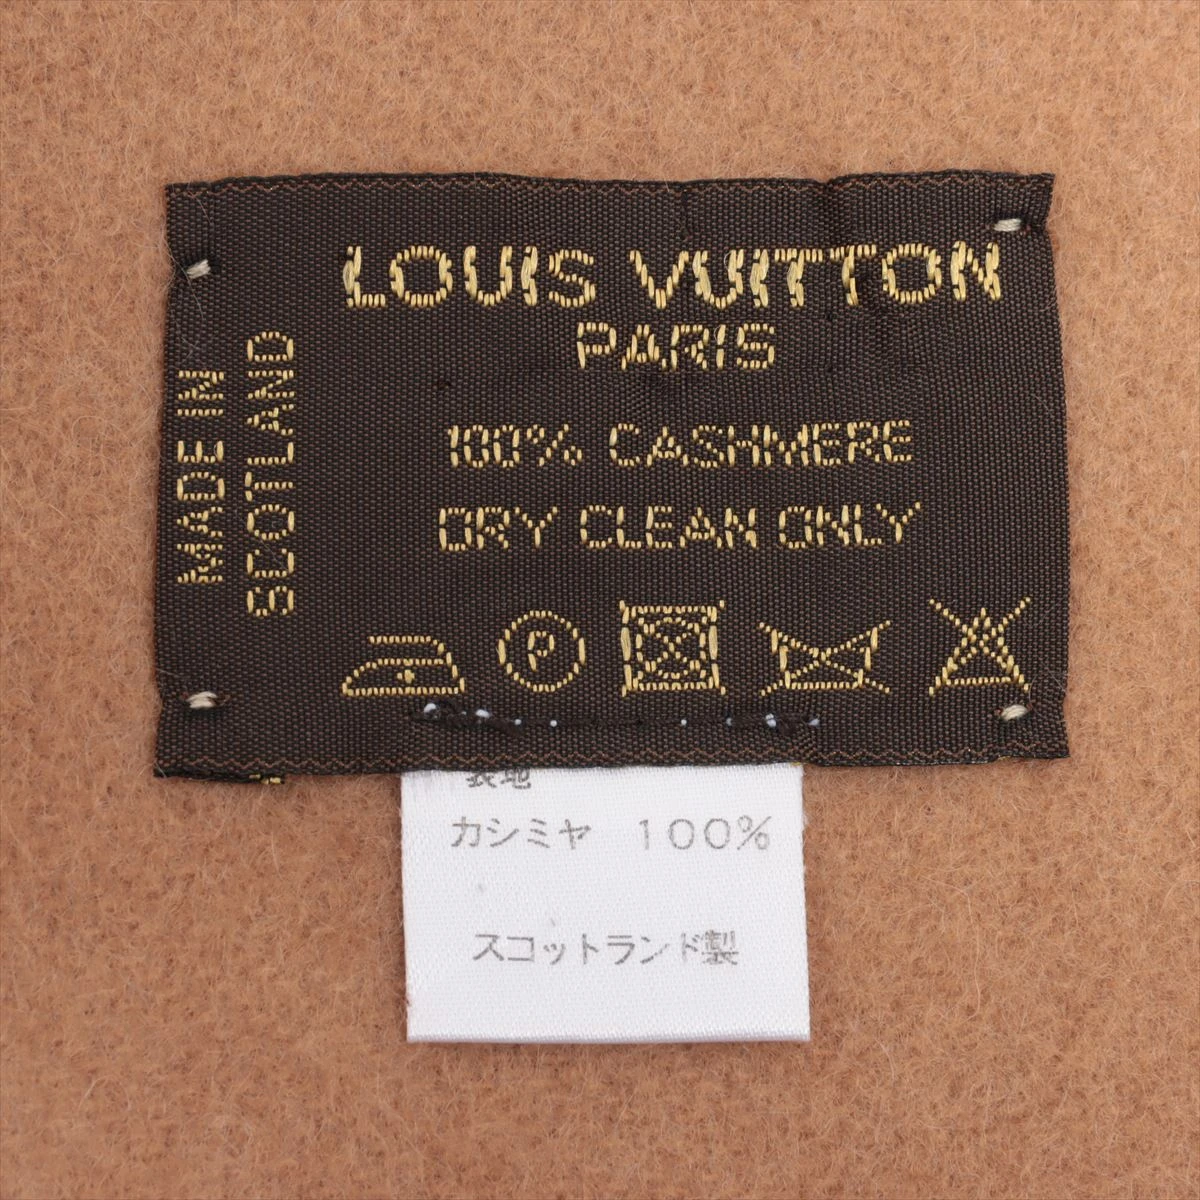 LOUIS VUITTON
PARIS
100% CASHMERE
DRY CLEAN ONLY
MADE IN
SCOTLAND
P
表地
カシミヤ 100%
スコットランド製